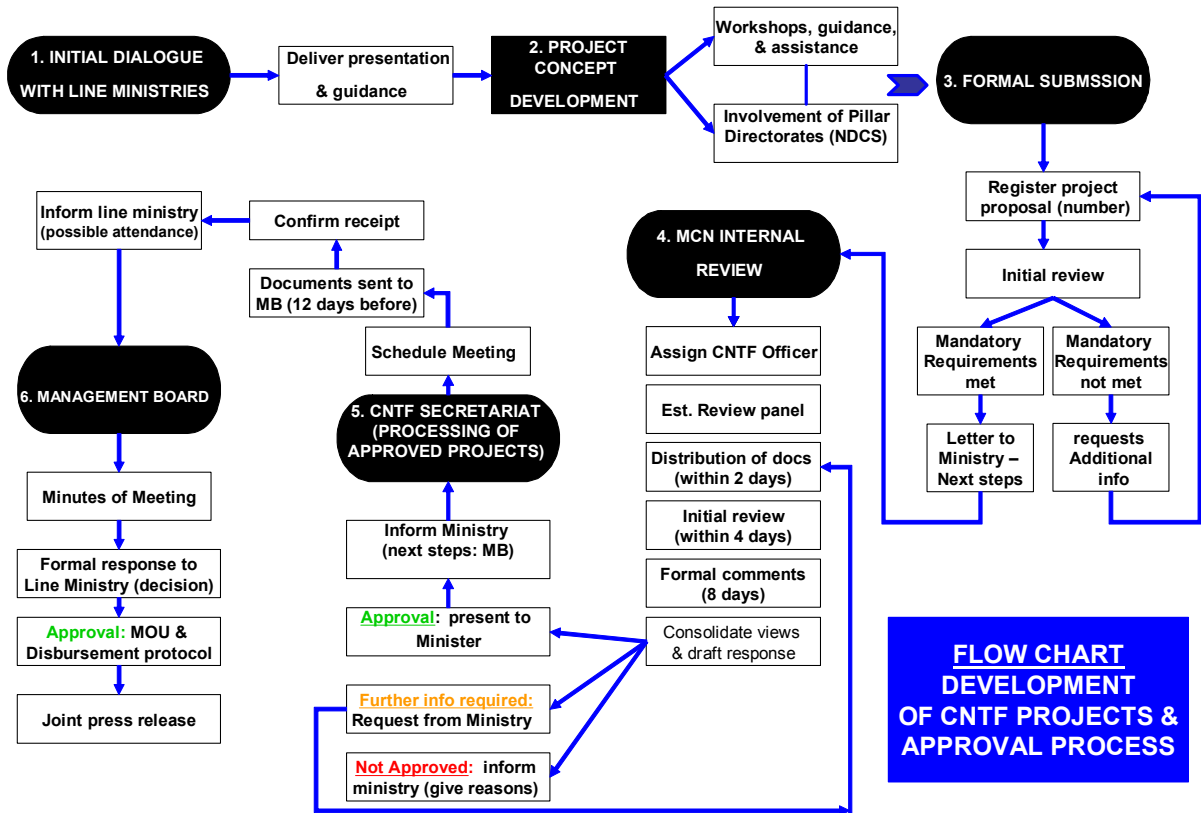 1. INITIAL DIALOGUE
WITH LINE MINISTRIES
Deliver presentation
& guidance
2. PROJECT
CONCEPT
DEVELOPMENT
Workshops, guidance,
& assistance
Involvement of Pillar
Directorates (NDCS)
3. FORMAL SUBMSSION
Register project
proposal (number)
Initial review
Mandatory
Requirements
met
Mandatory
Requirements
not met
Letter to
Ministry –
Next steps
requests
Additional
info
4. MCN INTERNAL
REVIEW
Assign CNTF Officer
Est. Review panel
Distribution of docs
(within 2 days)
Initial review
(within 4 days)
Formal comments
(8 days)
Consolidate views
& draft response
Approval: present to
Minister
Further info required:
Request from Ministry
Not Approved: inform
ministry (give reasons)
Inform Ministry
(next steps: MB)
5. CNTF SECRETARIAT
(PROCESSING OF
APPROVED PROJECTS)
Schedule Meeting
Documents sent to
MB (12 days before)
Confirm receipt
Inform line ministry
(possible attendance)
6. MANAGEMENT BOARD
Minutes of Meeting
Formal response to
Line Ministry (decision)
Approval: MOU &
Disbursement protocol
Joint press release
FLOW CHART
DEVELOPMENT
OF CNTF PROJECTS &
APPROVAL PROCESS